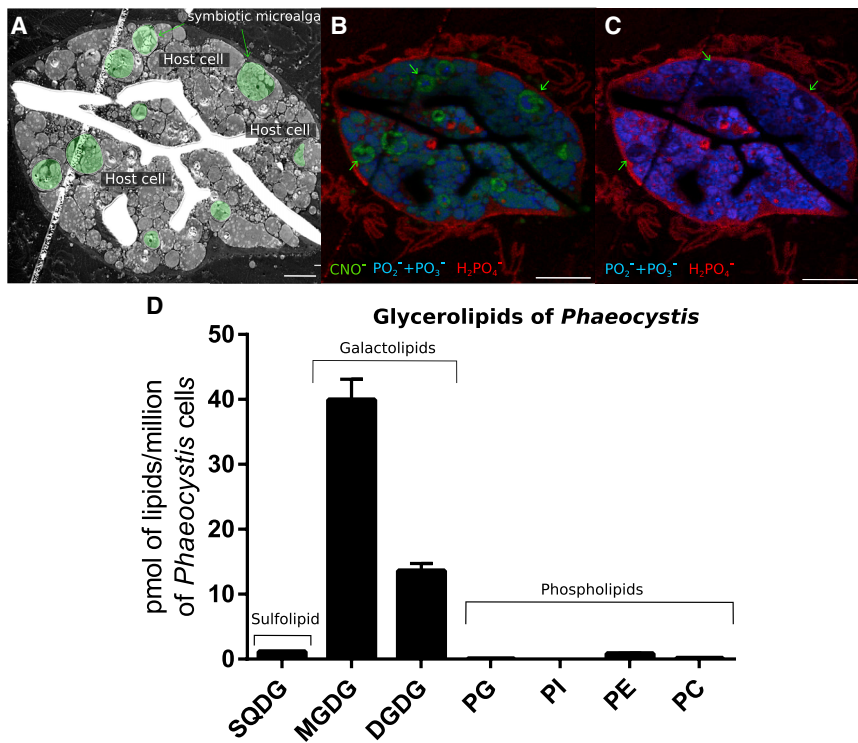 A
symbiotic microalga
Host cell
Host cell
Host cell
B
CNO⁻ PO₂⁻+PO₃⁻ H₂PO₄⁻
C
PO₂⁻+PO₃⁻ H₂PO₄⁻
D
Glycerolipids of Phaeocystis
pmol of lipids/million
of Phaeocystis cells
50
40
30
20
10
0
Galactolipids
Sulfolipid
Phospholipids
SQDG MGDG DGDG PG PI PE PC